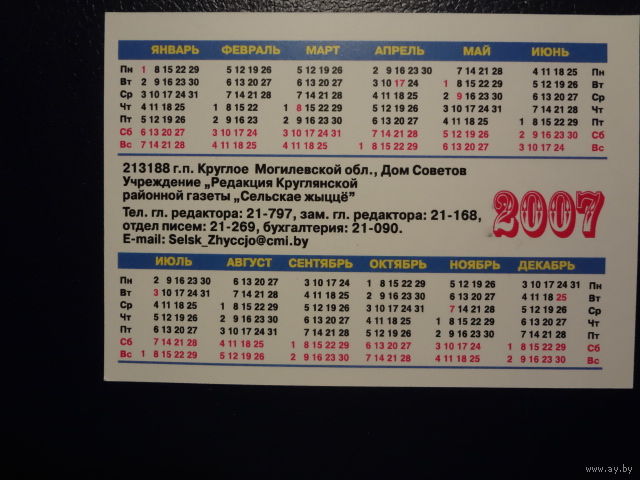 ЯНВАРЬ ФЕВРАЛЬ МАРТ АПРЕЛЬ МАЙ ИЮНЬ
Пн 1 8 15 22 29 5 12 19 26 5 12 19 26 2 9 16 23 30 7 14 21 28 4 11 18 25 Пн
Вт 2 9 16 23 30 6 13 20 27 6 13 20 27 3 10 17 24 1 8 15 22 29 5 12 19 26 Вт
Ср 3 10 17 24 31 7 14 21 28 7 14 21 28 4 11 18 25 2 9 16 23 30 6 13 20 27 Ср
Чт 4 11 18 25 1 8 15 22 1 8 15 22 29 5 12 19 26 3 10 17 24 31 7 14 21 28 Чт
Пт 5 12 19 26 2 9 16 23 2 9 16 23 30 6 13 20 27 4 11 18 25 1 8 15 22 29 Пт
Сб 6 13 20 27 3 10 17 24 3 10 17 24 31 7 14 21 28 5 12 19 26 2 9 16 23 30 Сб
Вс 7 14 21 28 4 11 18 25 4 11 18 25 1 8 15 22 29 6 13 20 27 3 10 17 24 Вс
213188 г.п. Круглое Могилевской обл., Дом Советов
Учреждение „Редакция Круглянской
районной газеты „Сельскае жыццё”
Тел. гл. редактора: 21-797, зам. гл. редактора: 21-168,
отдел писем: 21-269, бухгалтерия: 21-090.
E-mail: Selsk_Zhyccjo@cmi.by
2007
ИЮЛЬ АВГУСТ СЕНТЯБРЬ ОКТЯБРЬ НОЯБРЬ ДЕКАБРЬ
Пн 2 9 16 23 30 6 13 20 27 3 10 17 24 1 8 15 22 29 5 12 19 26 3 10 17 24 31 Пн
Вт 3 10 17 24 31 7 14 21 28 4 11 18 25 2 9 16 23 30 6 13 20 27 4 11 18 25 Вт
Ср 4 11 18 25 1 8 15 22 29 5 12 19 26 3 10 17 24 31 7 14 21 28 5 12 19 26 Ср
Чт 5 12 19 26 2 9 16 23 30 6 13 20 27 4 11 18 25 1 8 15 22 29 6 13 20 27 Чт
Пт 6 13 20 27 3 10 17 24 31 7 14 21 28 5 12 19 26 2 9 16 23 30 7 14 21 28 Пт
Сб 7 14 21 28 4 11 18 25 1 8 15 22 29 6 13 20 27 3 10 17 24 1 8 15 22 29 Сб
Вс 1 8 15 22 29 5 12 19 26 2 9 16 23 30 7 14 21 28 4 11 18 25 2 9 16 23 30 Вс
www.ay.by